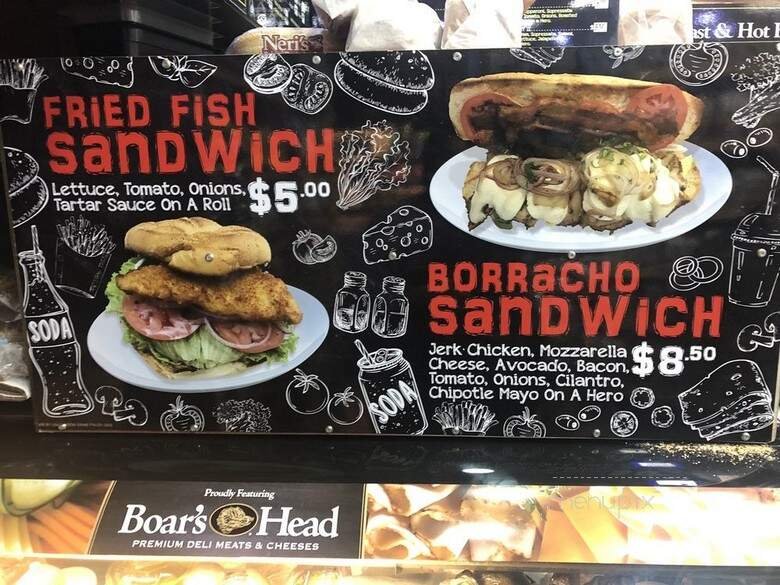 Neri's
ast & Hot
FRiED FiSH
SaNDWiCH
Lettuce, Tomato, Onions,
Tartar Sauce On A Roll
$5.00
BORRaCHO
SaNDWiCH
Jerk Chicken, Mozzarella
Cheese, Avocado, Bacon,
Tomato, Onions, Cilantro,
Chipotle Mayo On A Hero
$8.50
SODA
SODA
Proudly Featuring
Boar's Head
PREMIUM DELI MEATS & CHEESES